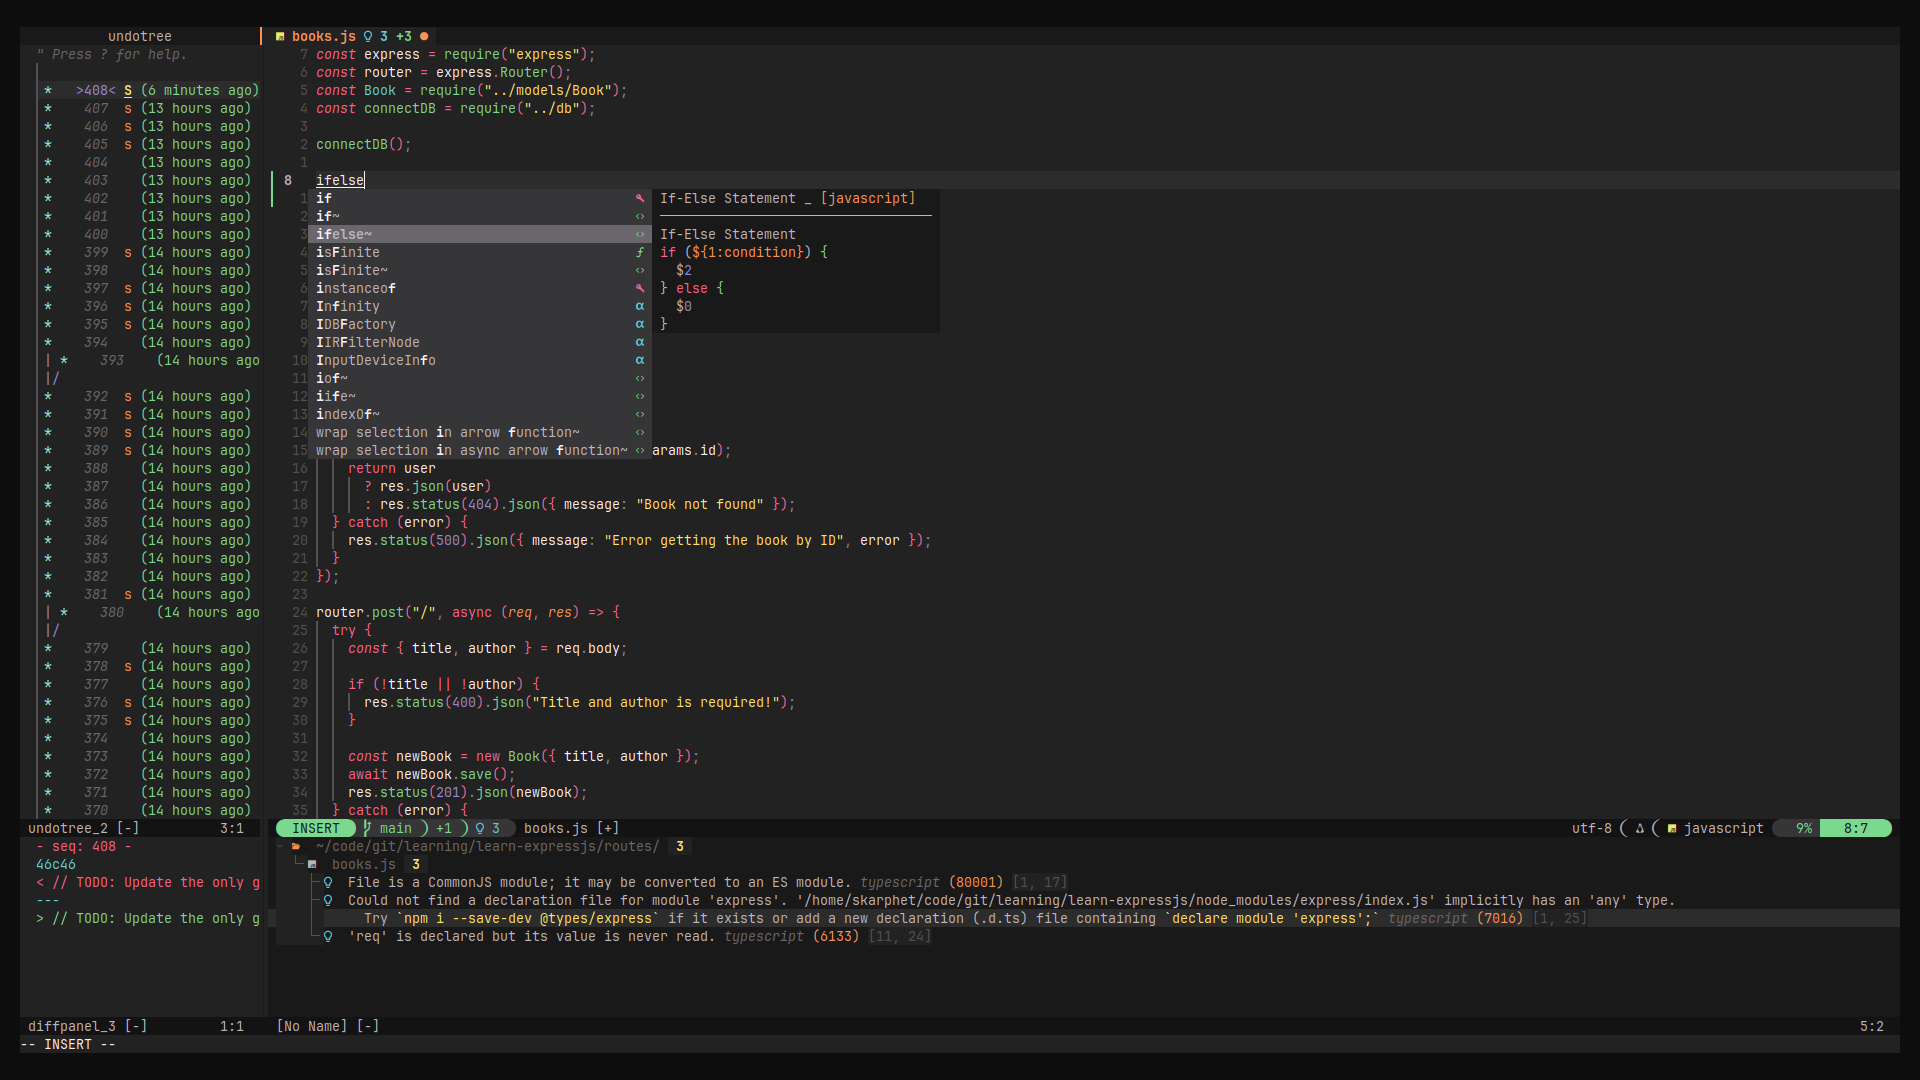 undotree
" Press ? for help.
* >408< S (6 minutes ago)
* 407 s (13 hours ago)
* 406 s (13 hours ago)
* 405 s (13 hours ago)
* 404 (13 hours ago)
* 403 (13 hours ago)
* 402 (13 hours ago)
* 401 (13 hours ago)
* 400 (13 hours ago)
* 399 s (14 hours ago)
* 398 (14 hours ago)
* 397 s (14 hours ago)
* 396 s (14 hours ago)
* 395 s (14 hours ago)
* 394 (14 hours ago)
| * 393 (14 hours ago
|/
* 392 s (14 hours ago)
* 391 s (14 hours ago)
* 390 s (14 hours ago)
* 389 s (14 hours ago)
* 388 (14 hours ago)
* 387 (14 hours ago)
* 386 (14 hours ago)
* 385 (14 hours ago)
* 384 (14 hours ago)
* 383 (14 hours ago)
* 382 (14 hours ago)
* 381 s (14 hours ago)
| * 380 (14 hours ago
|/
* 379 (14 hours ago)
* 378 s (14 hours ago)
* 377 (14 hours ago)
* 376 s (14 hours ago)
* 375 s (14 hours ago)
* 374 (14 hours ago)
* 373 (14 hours ago)
* 372 (14 hours ago)
* 371 (14 hours ago)
* 370 (14 hours ago)
undotree_2 [-] 3:1
- seq: 408 -
46c46
< // TODO: Update the only g
---
> // TODO: Update the only g
diffpanel_3 [-] 1:1
books.js 3 +3
7 const express = require("express");
6 const router = express.Router();
5 const Book = require("../models/Book");
4 const connectDB = require("../db");
3
2 connectDB();
1
8 ifelse
1 if
2 if~
3 ifelse~
4 isFinite
5 isFinite~
6 instanceof
7 Infinity
8 IDBFactory
9 IIRFilterNode
10 InputDeviceInfo
11 iof~
12 iife~
13 indexOf~
14 wrap selection in arrow function~
15 wrap selection in async arrow function~ arams.id);
If-Else Statement _ [javascript]
If-Else Statement
if (${1:condition}) {
$2
} else {
$0
}
16 return user
17 ? res.json(user)
18 : res.status(404).json({ message: "Book not found" });
19 } catch (error) {
20 res.status(500).json({ message: "Error getting the book by ID", error });
21 }
22 });
23
24 router.post("/", async (req, res) => {
25 try {
26 const { title, author } = req.body;
27
28 if (!title || !author) {
29 res.status(400).json("Title and author is required!");
30 }
31
32 const newBook = new Book({ title, author });
33 await newBook.save();
34 res.status(201).json(newBook);
35 } catch (error) {
INSERT main ) +1 ) 3 books.js [+] utf-8 ( ( javascript 9% 8:7
~/code/git/learning/learn-expressjs/routes/ 3
books.js 3
File is a CommonJS module; it may be converted to an ES module. typescript (80001) [1, 17]
Could not find a declaration file for module 'express'. '/home/skarphet/code/git/learning/learn-expressjs/node_modules/express/index.js' implicitly has an 'any' type.
Try `npm i --save-dev @types/express` if it exists or add a new declaration (.d.ts) file containing `declare module 'express';` typescript (7016) [1, 25]
'req' is declared but its value is never read. typescript (6133) [11, 24]
[No Name] [-] 5:2
-- INSERT --